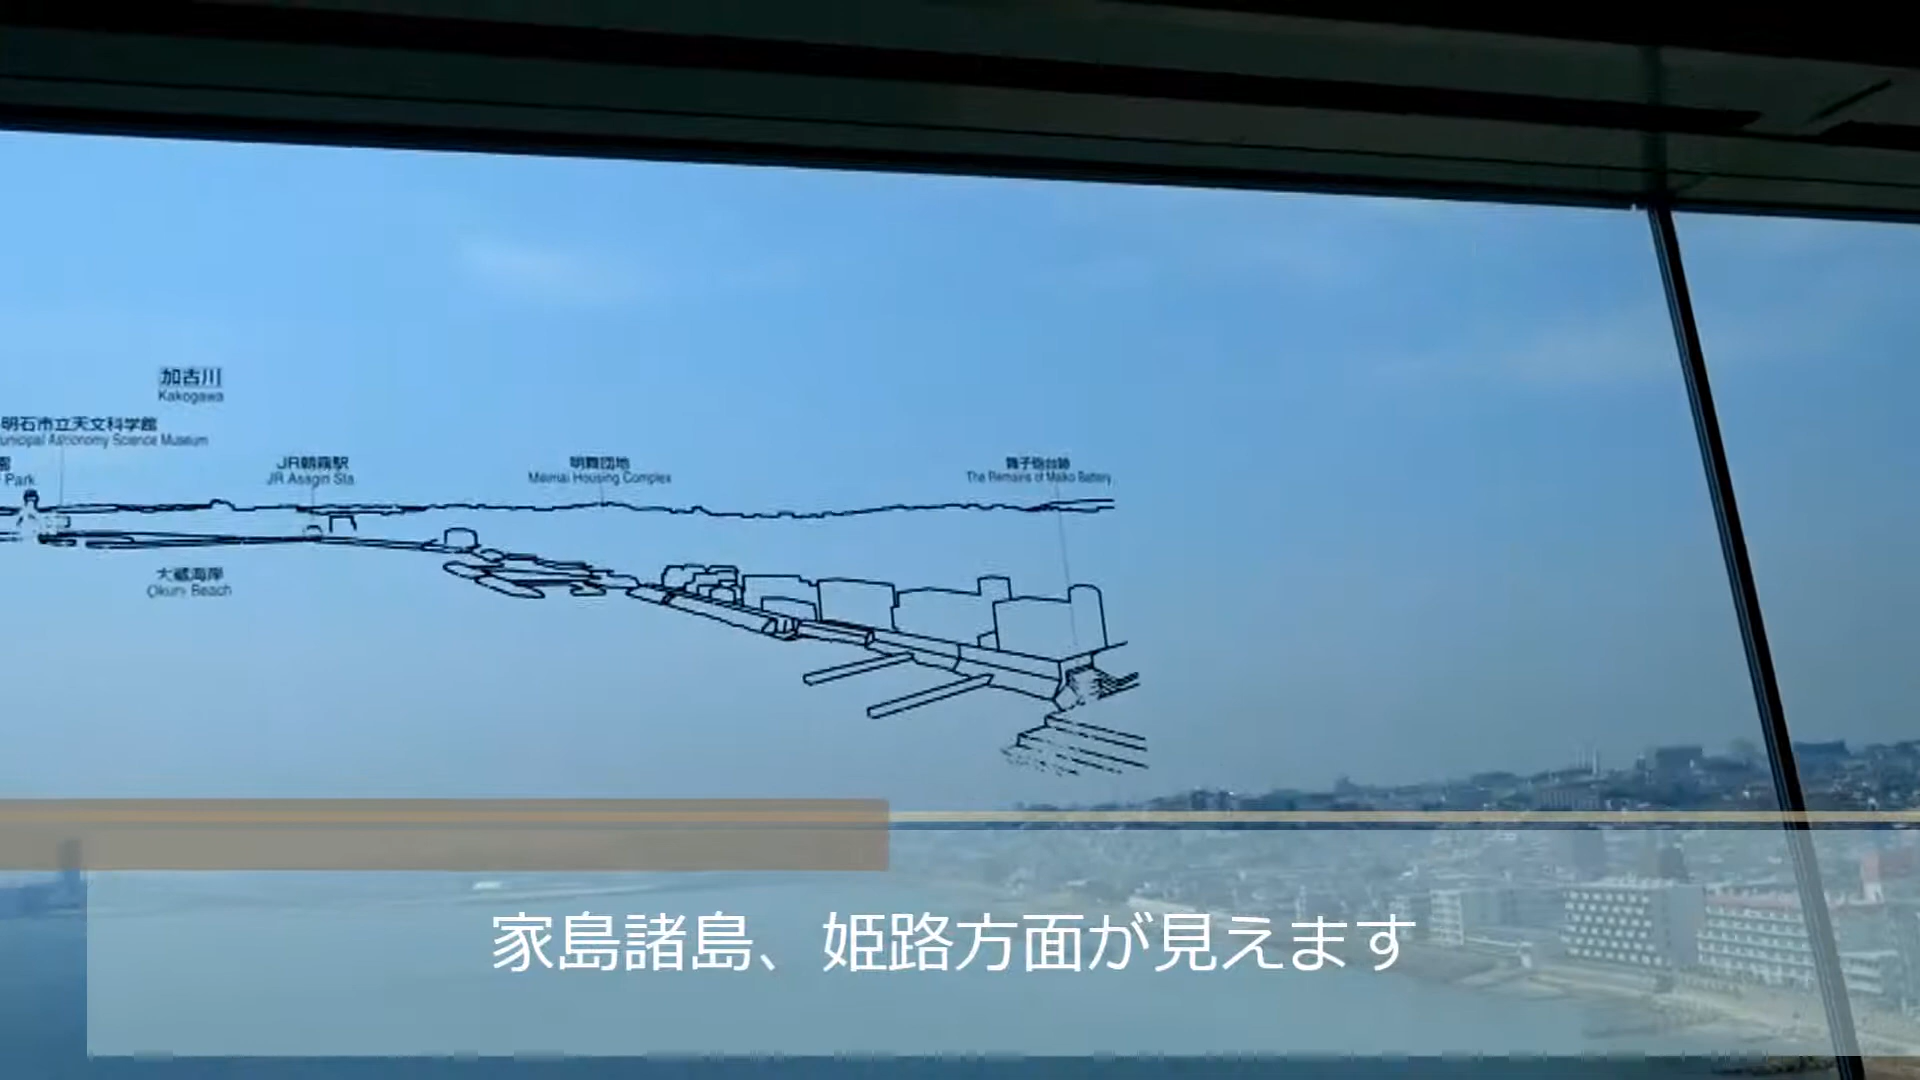 加古川
Kakogawa
明石市立天文科学館
unicipal Astronomy Science Museum
園
Park
JR朝霧駅
JR Asagiri Sta.
明舞団地
Meimai Housing Complex
舞子砲台跡
The Remains of Maiko Battery
大蔵海岸
Okura Beach
家島諸島、姫路方面が見えます